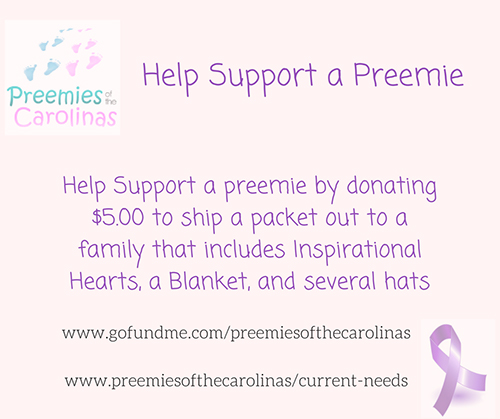 Preemies of the
Carolinas
Help Support a Preemie
Help Support a preemie by donating
$5.00 to ship a packet out to a
family that includes Inspirational
Hearts, a Blanket, and several hats
www.gofundme.com/preemiesofthecarolinas
www.preemiesofthecarolinas/current-needs